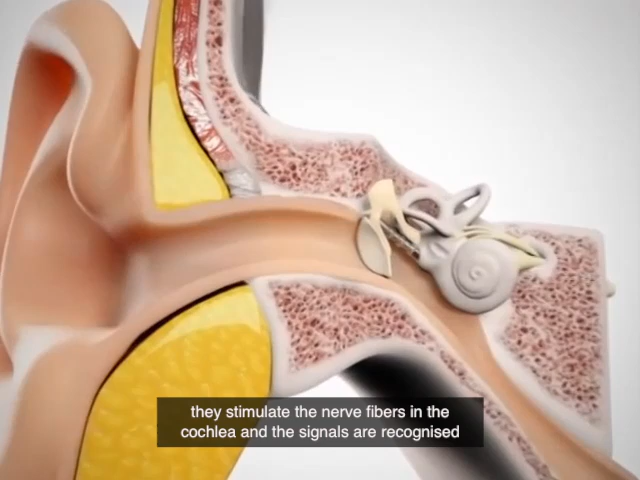 they stimulate the nerve fibers in the
cochlea and the signals are recognised